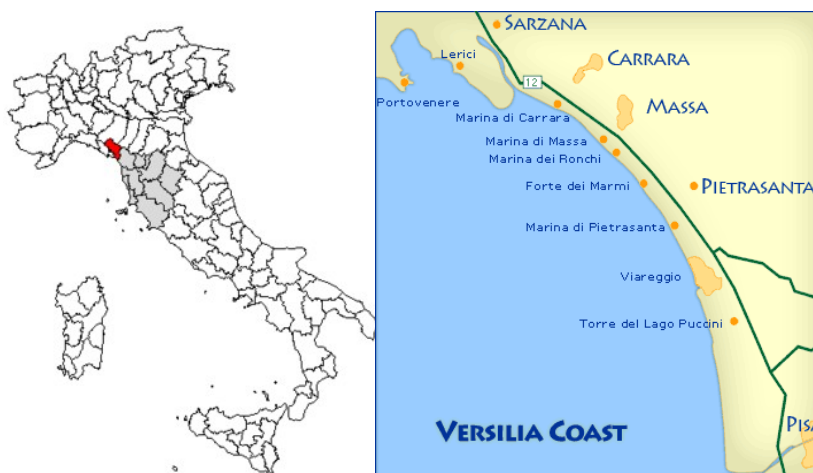 SARZANA
Lerici
CARRARA
12
Portovenere
MASSA
Marina di Carrara
Marina di Massa
Marina dei Ronchi
Forte dei Marmi
PIETRASANTA
Marina di Pietrasanta
Viareggio
Torre del Lago Puccini
PISA
VERSILIA COAST